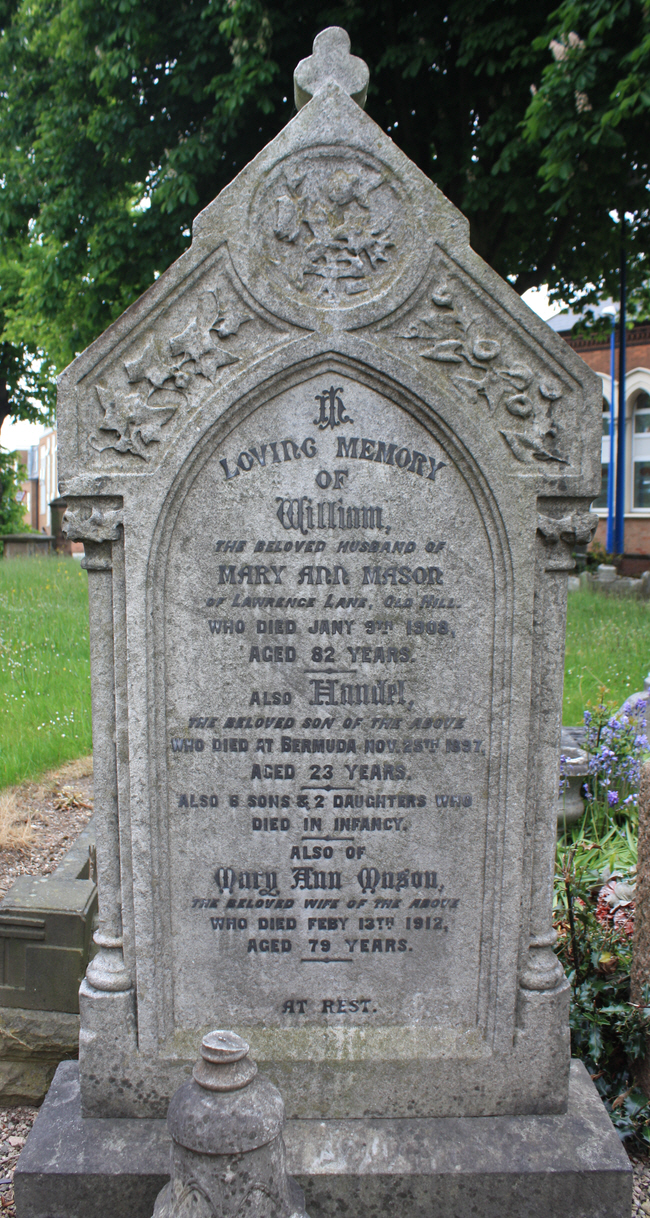 IN
LOVING MEMORY
OF
William,
THE BELOVED HUSBAND OF
MARY ANN MASON
OF LAWRENCE LANE, OLD HILL.
WHO DIED JANY 9TH 1908,
AGED 82 YEARS.
ALSO Handel,
THE BELOVED SON OF THE ABOVE
WHO DIED AT BERMUDA NOV. 25TH 1897,
AGED 23 YEARS.
ALSO 6 SONS & 2 DAUGHTERS WHO
DIED IN INFANCY.
ALSO OF
Mary Ann Mason,
THE BELOVED WIFE OF THE ABOVE
WHO DIED FEBY 13TH 1912,
AGED 79 YEARS.
AT REST.